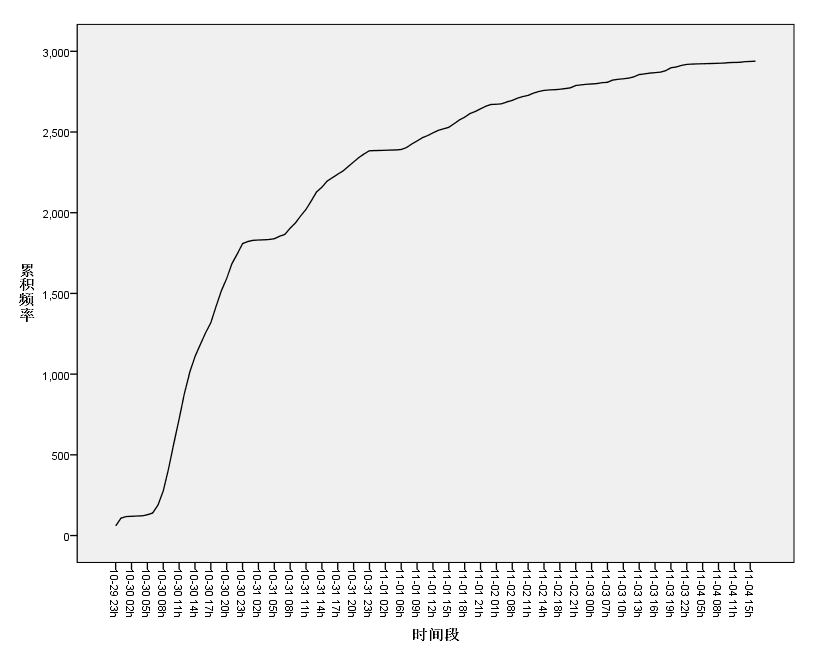 3,000
2,500
2,000
1,500
1,000
500
0
累积频率
10-29 23h
10-30 02h
10-30 05h
10-30 08h
10-30 11h
10-30 14h
10-30 17h
10-30 20h
10-30 23h
10-31 02h
10-31 05h
10-31 08h
10-31 11h
10-31 14h
10-31 17h
10-31 20h
10-31 23h
11-01 02h
11-01 06h
11-01 09h
11-01 12h
11-01 15h
11-01 18h
11-01 21h
11-02 01h
11-02 08h
11-02 11h
11-02 14h
11-02 18h
11-02 21h
11-03 00h
11-03 07h
11-03 10h
11-03 13h
11-03 16h
11-03 19h
11-03 22h
11-04 05h
11-04 08h
11-04 11h
11-04 15h
时间段